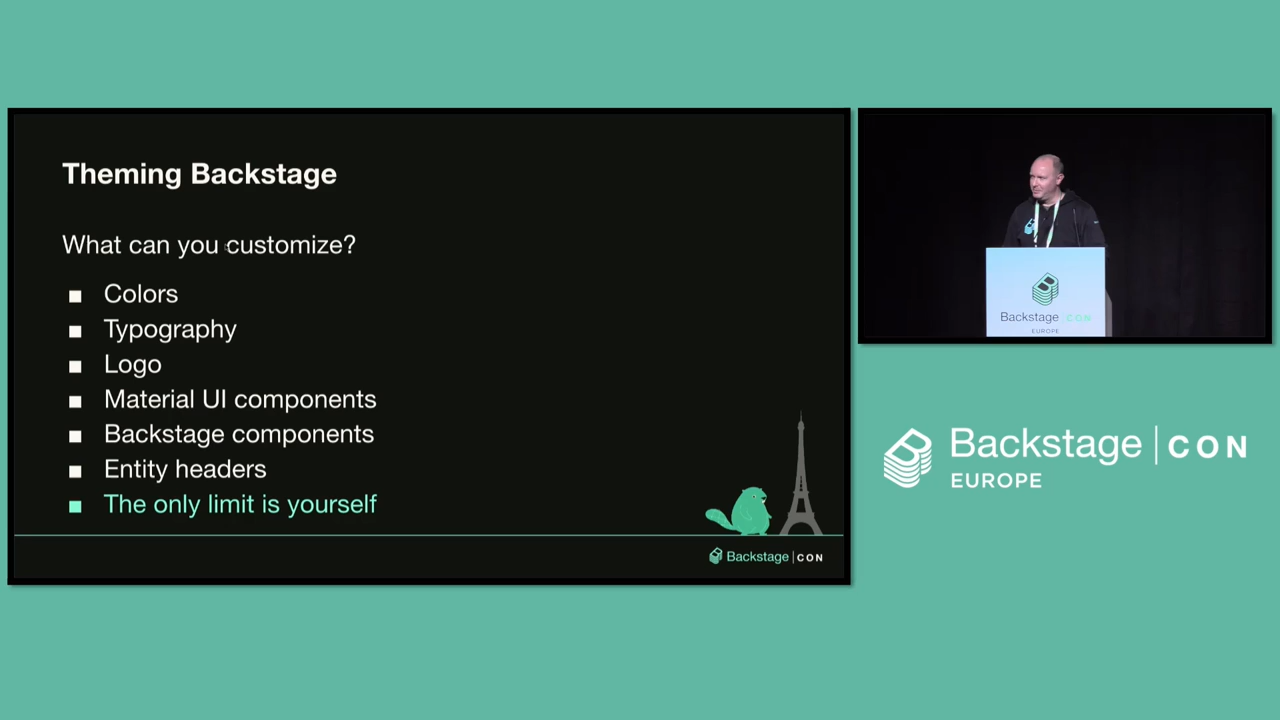 Theming Backstage
What can you customize?
Colors
Typography
Logo
Material UI components
Backstage components
Entity headers
The only limit is yourself
Backstage | CON
Backstage CON
EUROPE
Backstage | CON
EUROPE